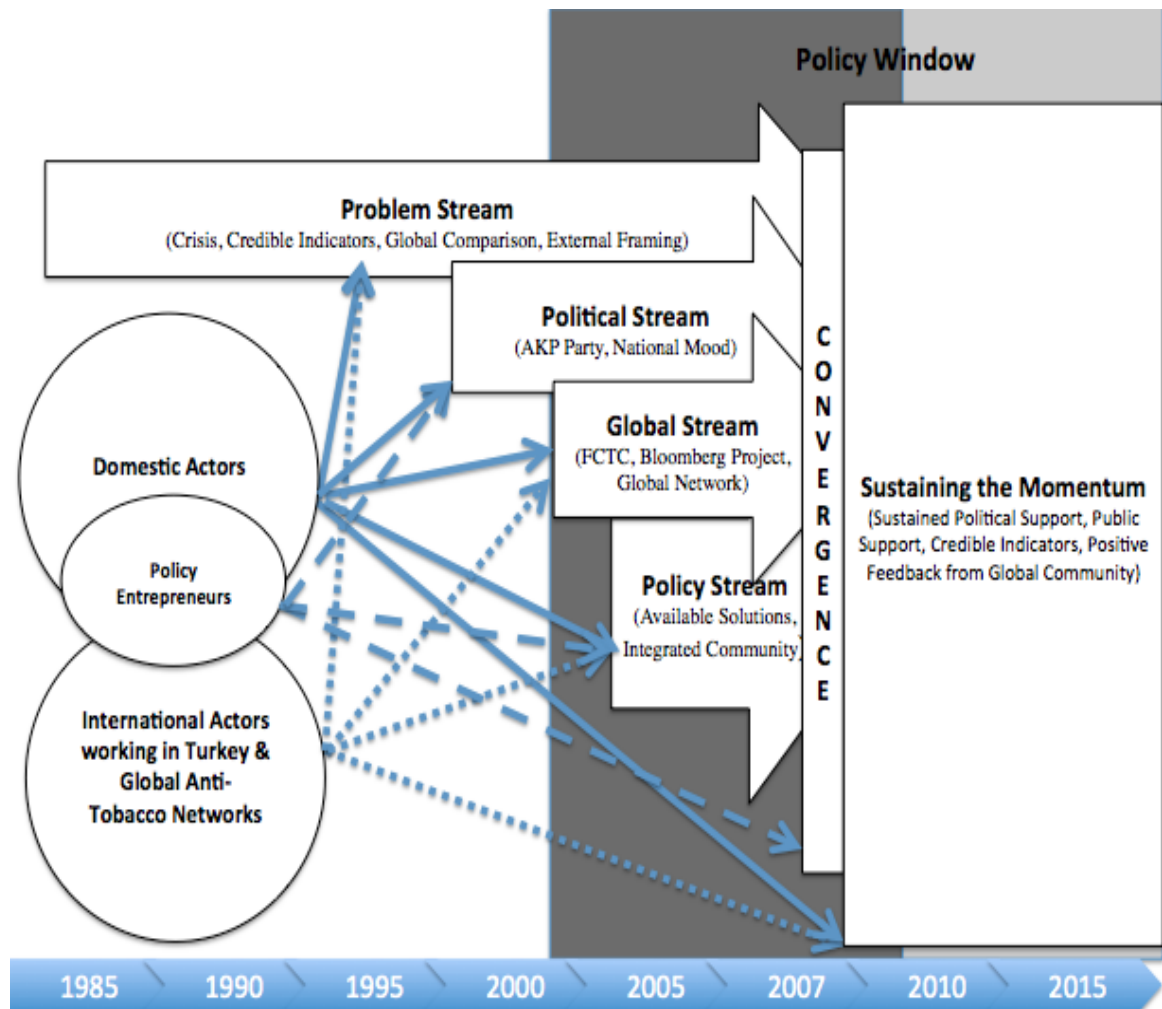 Policy Window
Problem Stream
(Crisis, Credible Indicators, Global Comparison, External Framing)
Political Stream
(AKP Party, National Mood)
Global Stream
(FCTC, Bloomberg Project,
Global Network)
Policy Stream
(Available Solutions,
Integrated Community)
C
O
N
V
E
R
G
E
N
C
E
Sustaining the Momentum
(Sustained Political Support, Public
Support, Credible Indicators, Positive
Feedback from Global Community)
Domestic Actors
Policy
Entrepreneurs
International Actors
working in Turkey &
Global Anti-
Tobacco Networks
1985 1990 1995 2000 2005 2007 2010 2015